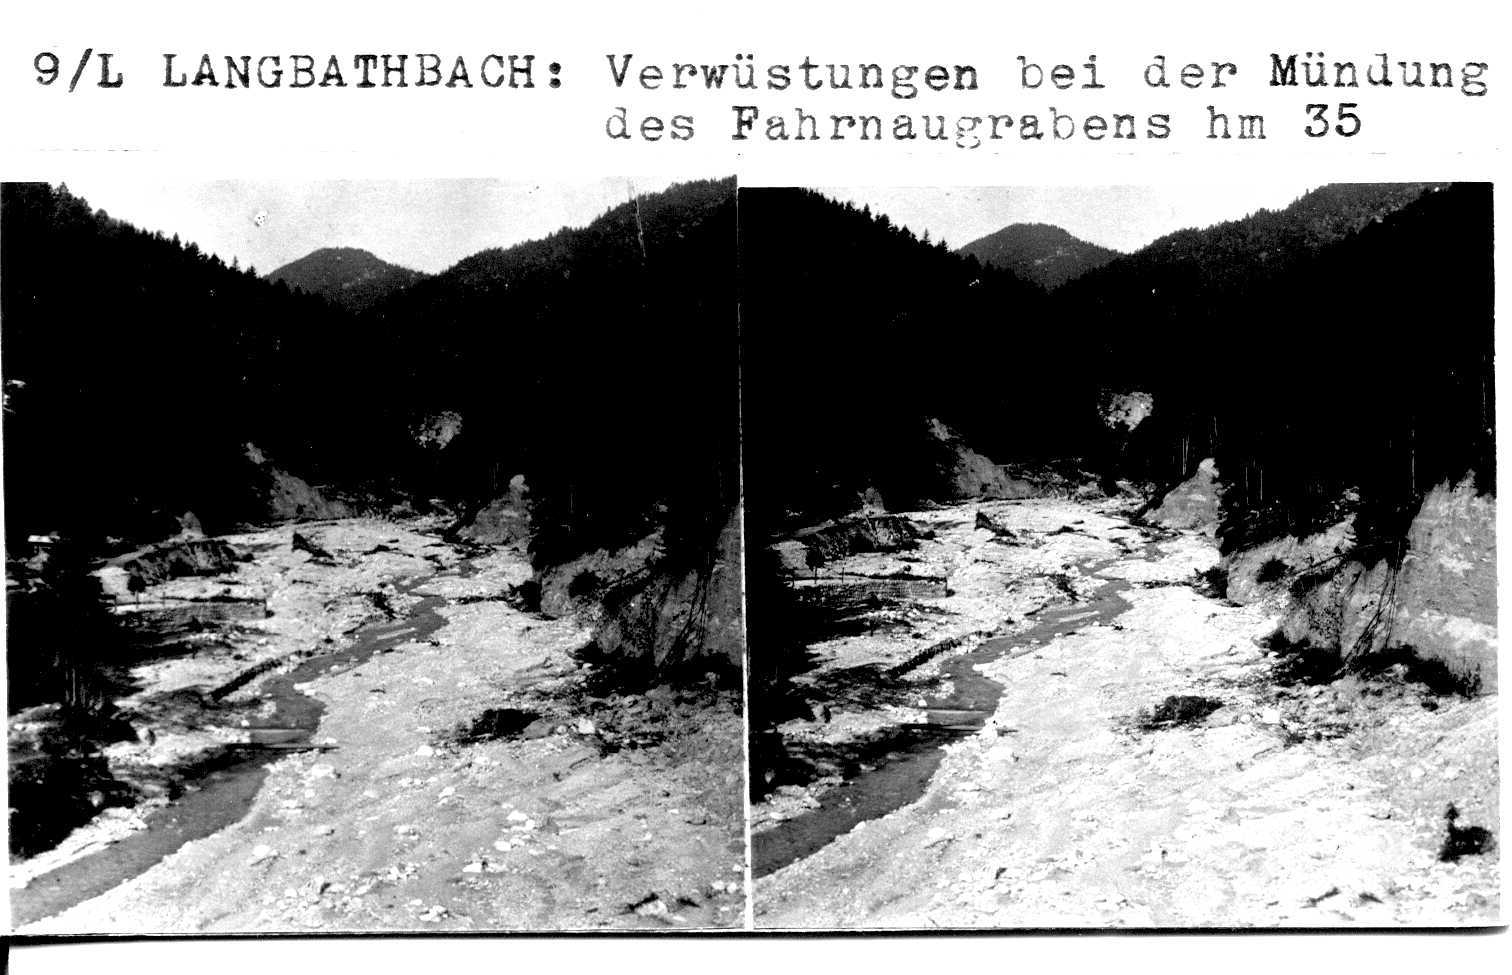 9/L LANGBATHBACH: Verwüstungen bei der Mündung
des Fahrnaugrabens hm 35